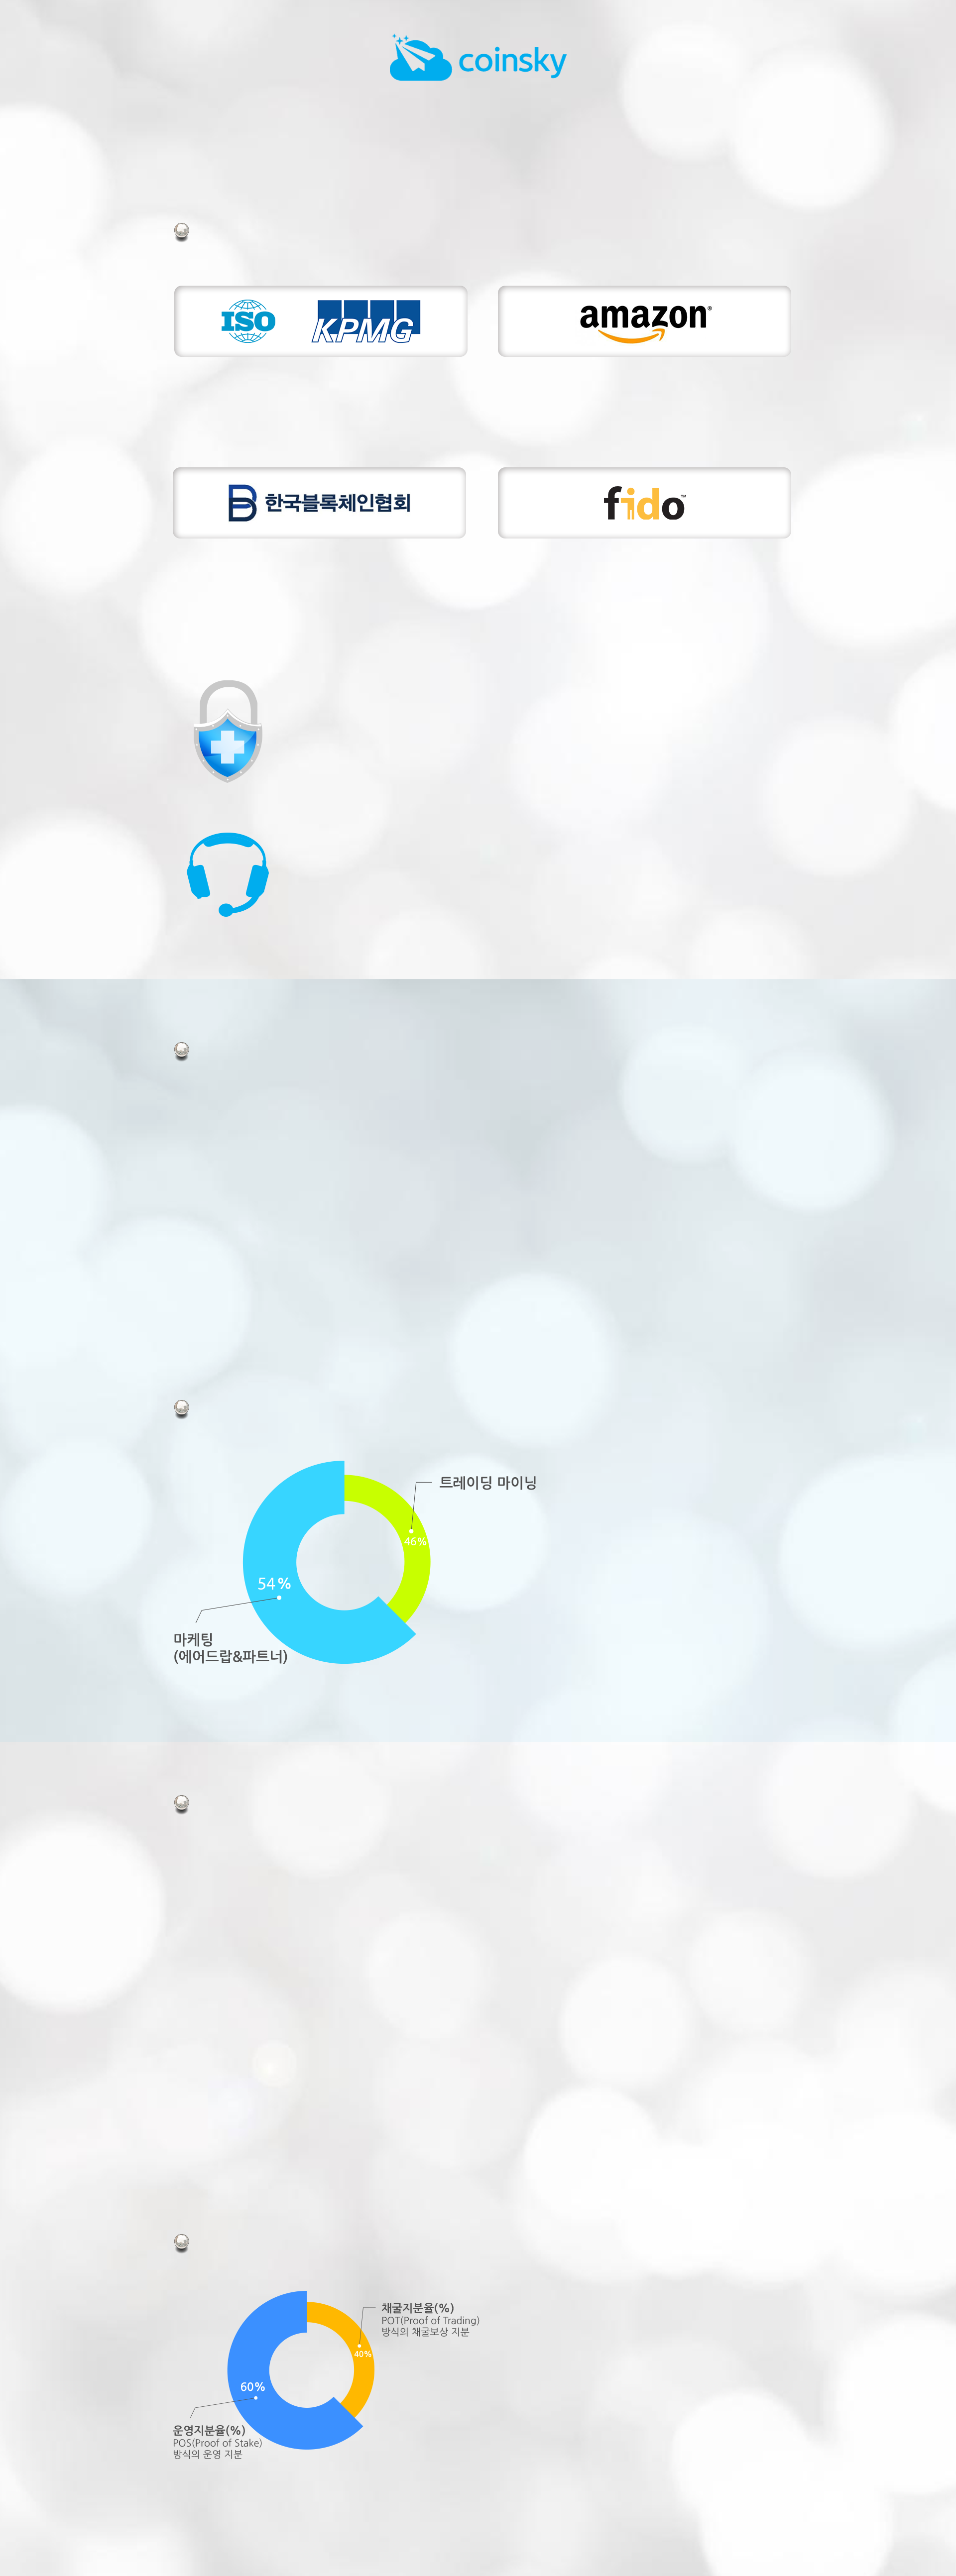 coinsky
ISO
KPMG
amazon®
한국블록체인협회
fido™
트레이딩 마이닝
46%
54%
마케팅
(에어드랍&파트너)
채굴지분율(%)
POT(Proof of Trading)
방식의 채굴보상 지분
40%
60%
운영지분율(%)
POS(Proof of Stake)
방식의 운영 지분